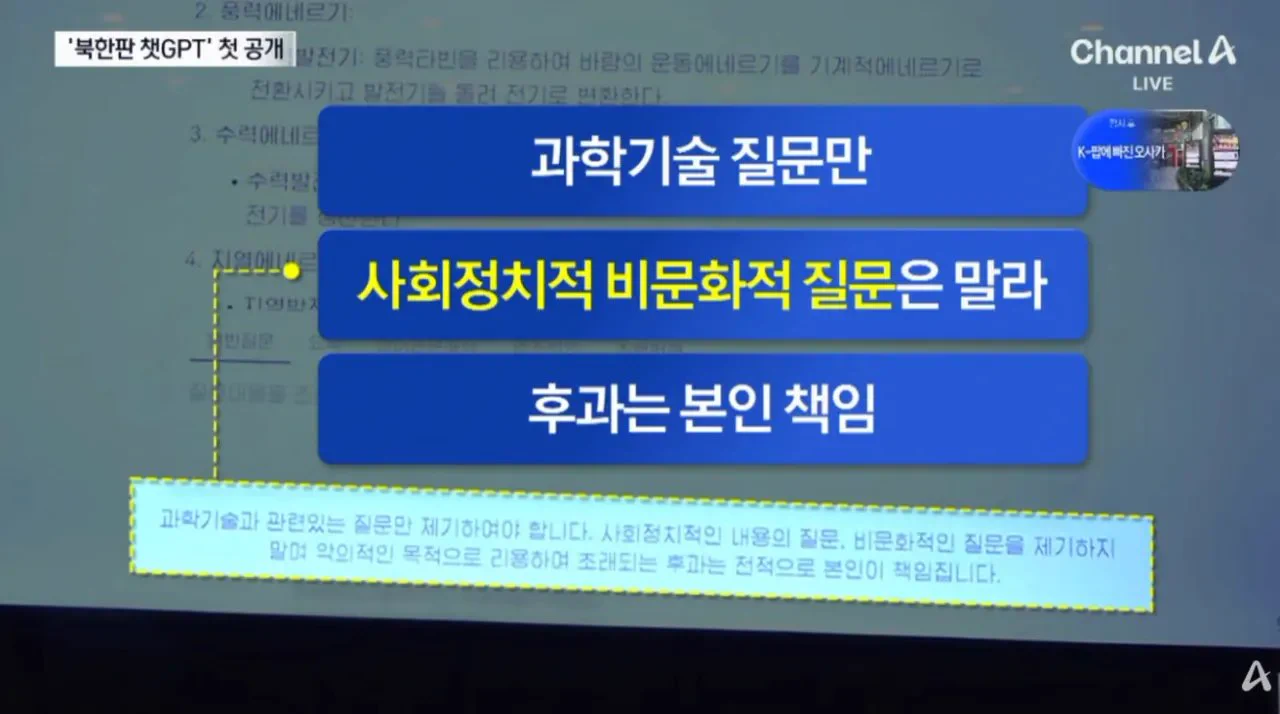 '북한판 챗GPT' 첫 공개
Channel A
LIVE
K-팝에 빠진 오사카
2. 풍력에네르기:
발전기: 풍력타빈을 리용하여 바람의 운동에네르기를 기계적에네르기로
전환시키고 발전기를 돌려 전기로 변환한다.
3. 수력에네르
• 수력발전
전기를
4. 지열에네르
과학기술 질문만
사회정치적 비문화적 질문은 말라
후과는 본인 책임
과학기술과 관련있는 질문만 제기하여야 합니다. 사회정치적인 내용의 질문, 비문화적인 질문을 제기하지
말며 악의적인 목적으로 리용하여 초래되는 후과는 전적으로 본인이 책임집니다.